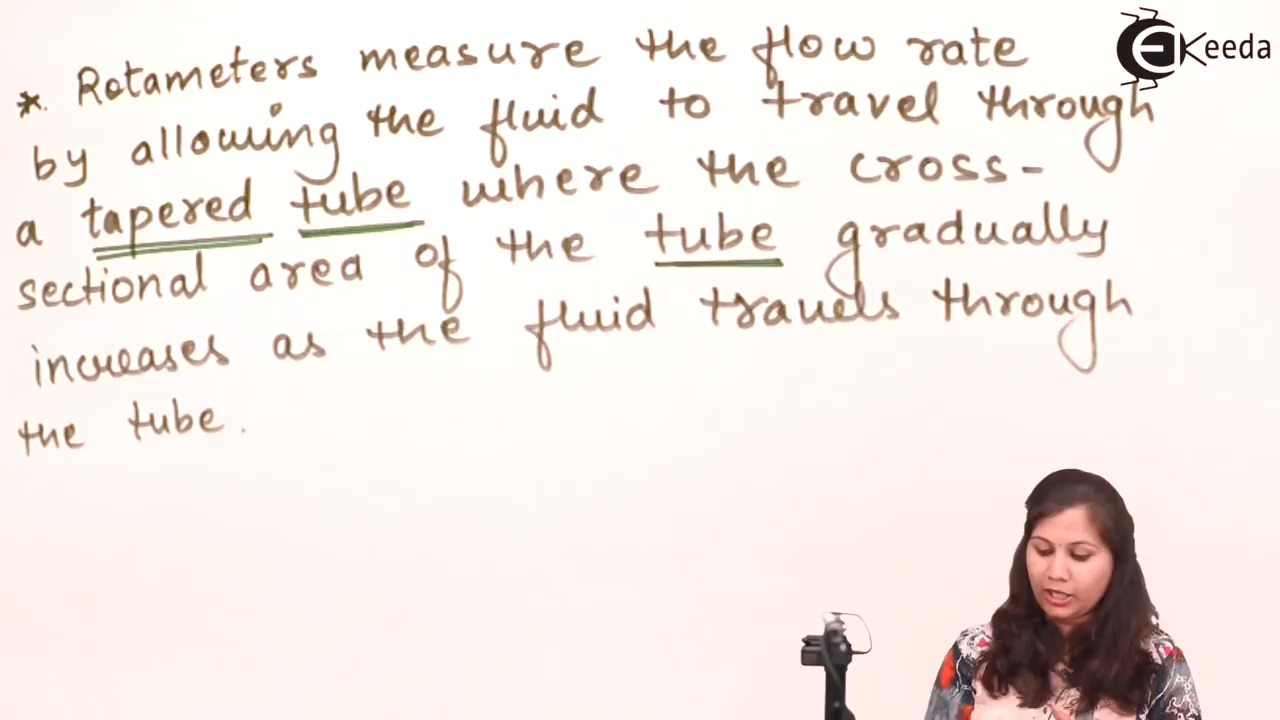 EKeeda
* Rotameters measure the flow rate
by allowing the fluid to travel through
a tapered tube where the cross-
sectional area of the tube gradually
increases as the fluid travels through
the tube.